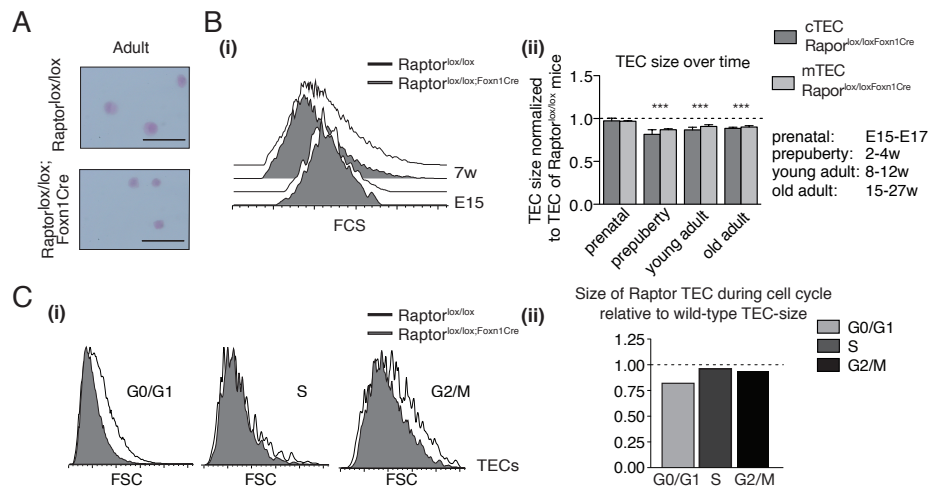 A
Adult
Raptorlox/lox
Raptorlox/lox;
Foxn1Cre
B
(i)
Raptorlox/lox
Raptorlox/lox;Foxn1Cre
7w
E15
FCS
(ii)
cTEC
Raporlox/loxFoxn1Cre
mTEC
Raporlox/loxFoxn1Cre
TEC size over time
TEC size normalized
to TEC of Raptorlox/lox mice
1.0
0.5
0.0
*** *** ***
prenatal
prepuberty
young adult
old adult
prenatal: E15-E17
prepuberty: 2-4w
young adult: 8-12w
old adult: 15-27w
C
(i)
Raptorlox/lox
Raptorlox/lox;Foxn1Cre
G0/G1
S
G2/M
TECs
FSC FSC FSC
(ii)
Size of Raptor TEC during cell cycle
relative to wild-type TEC-size
G0/G1
S
G2/M
1.25
1.00
0.75
0.50
0.25
0.00
G0/G1 S G2/M